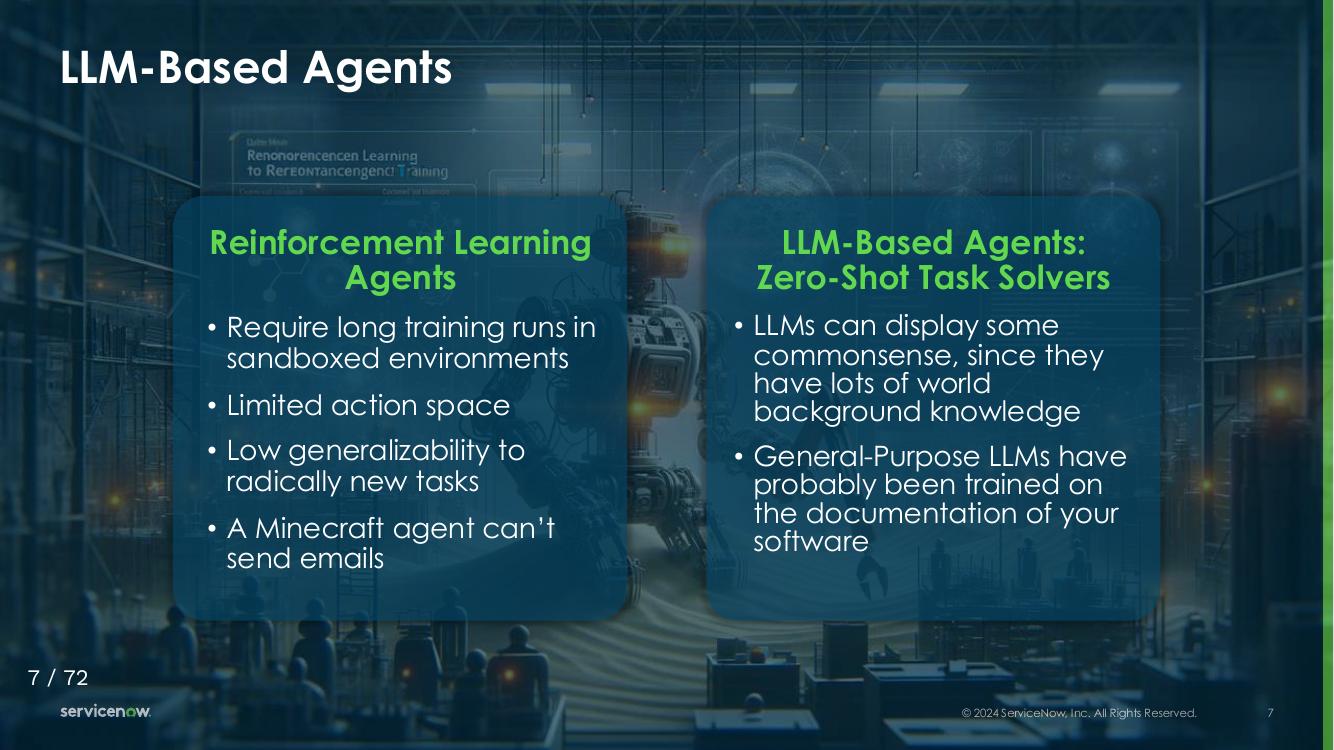 LLM-Based Agents
Renonorencencen Learning
to Rereontancengenci Training
Reinforcement Learning
Agents
• Require long training runs in
sandboxed environments
• Limited action space
• Low generalizability to
radically new tasks
• A Minecraft agent can’t
send emails
LLM-Based Agents:
Zero-Shot Task Solvers
• LLMs can display some
commonsense, since they
have lots of world
background knowledge
• General-Purpose LLMs have
probably been trained on
the documentation of your
software
7 / 72
servicenow.
© 2024 ServiceNow, Inc. All Rights Reserved.
7